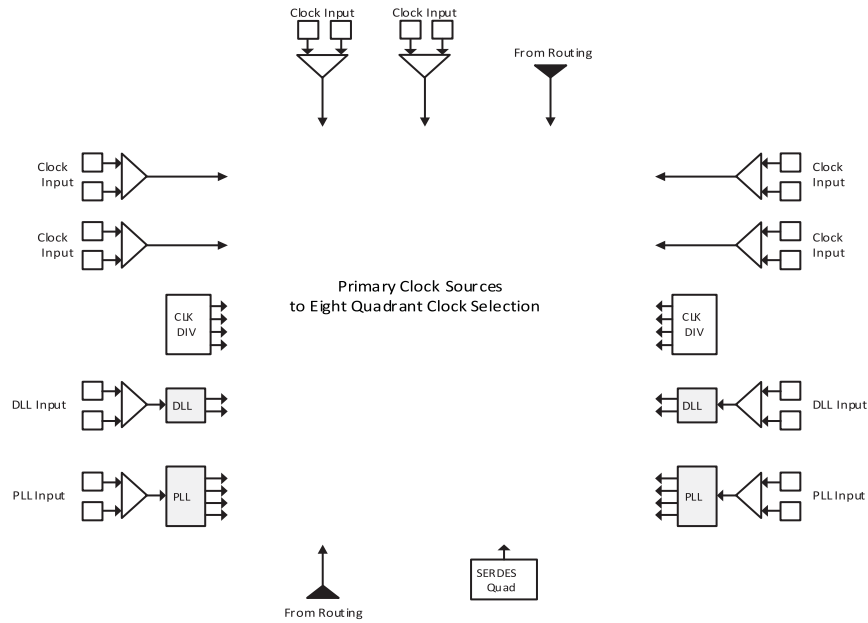 Clock Input
Clock Input
From Routing
Clock
Input
Clock
Input
Clock
Input
Clock
Input
Primary Clock Sources
to Eight Quadrant Clock Selection
CLK
DIV
CLK
DIV
DLL Input
DLL
DLL
DLL Input
PLL Input
PLL
PLL
PLL Input
SERDES
Quad
From Routing